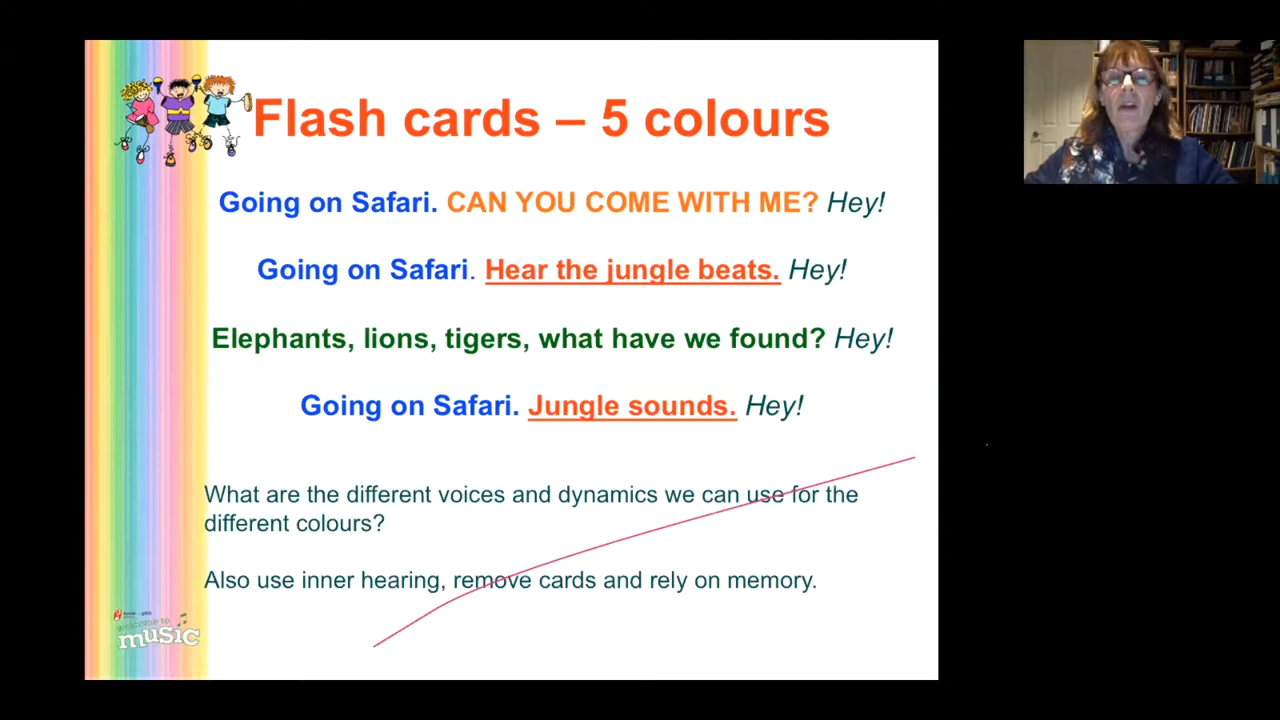 Flash cards – 5 colours
Going on Safari. CAN YOU COME WITH ME? Hey!
Going on Safari. Hear the jungle beats. Hey!
Elephants, lions, tigers, what have we found? Hey!
Going on Safari. Jungle sounds. Hey!
What are the different voices and dynamics we can use for the
different colours?
Also use inner hearing, remove cards and rely on memory.
welcome to
music